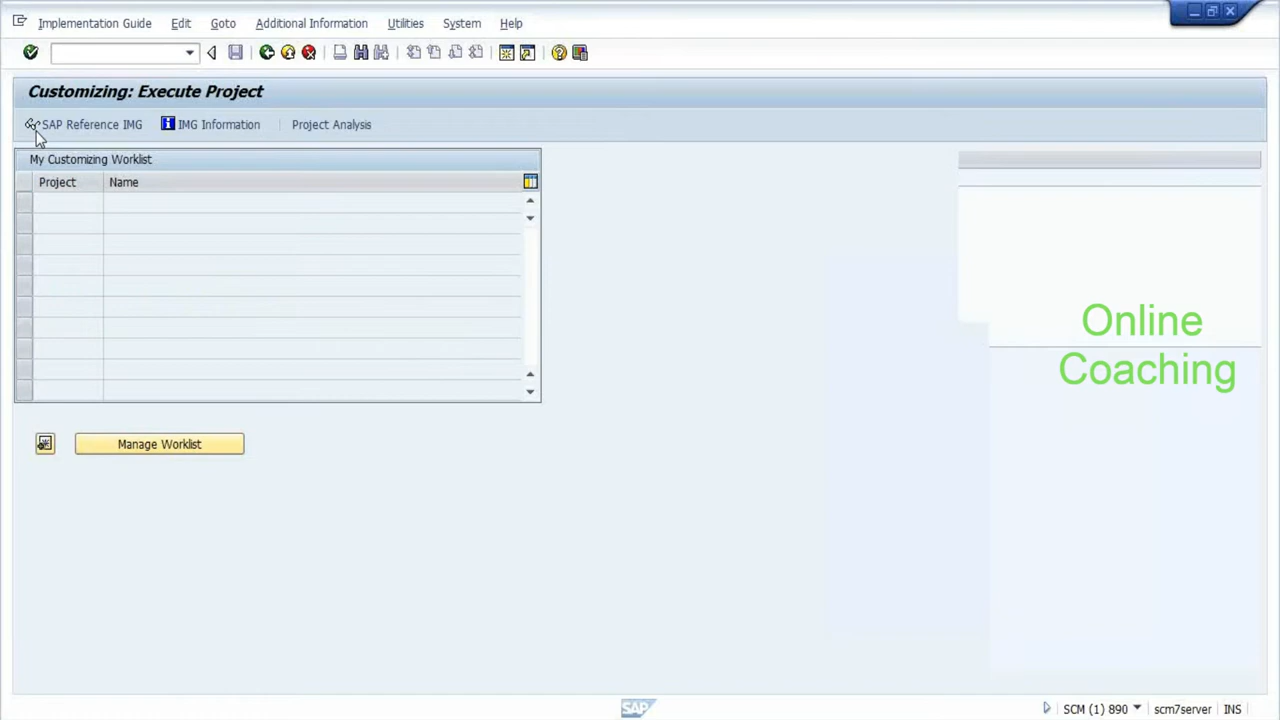 Implementation Guide Edit Goto Additional Information Utilities System Help
Customizing: Execute Project
SAP Reference IMG IMG Information Project Analysis
My Customizing Worklist
Project Name
Online
Coaching
Manage Worklist
SAP SCM (1) 890 scm7server INS